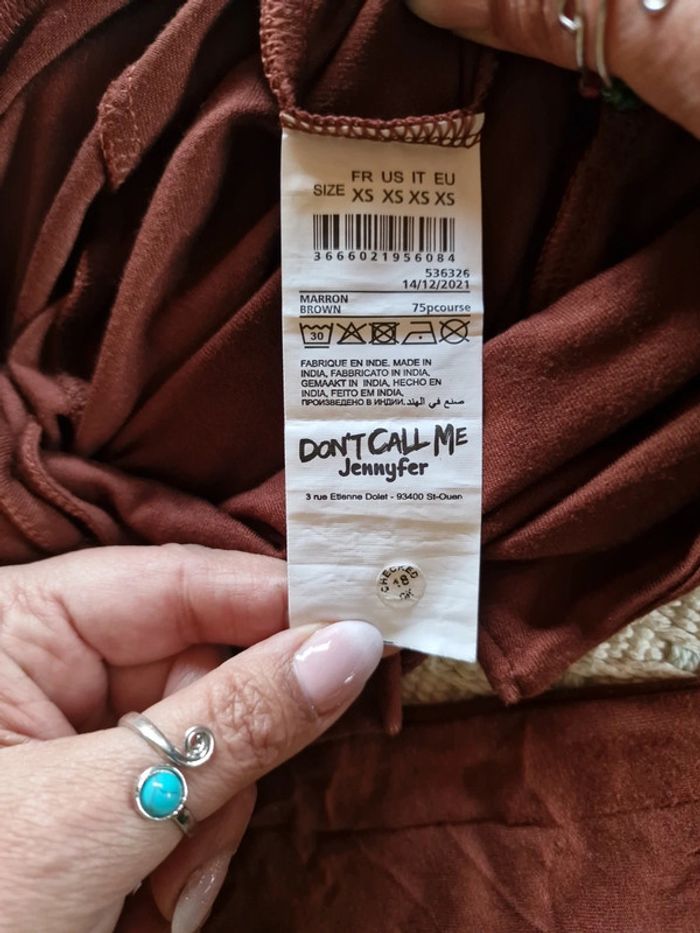 FR US IT EU
SIZE XS XS XS XS
3666021956084
536326
14/12/2021
MARRON
BROWN 75pcourse
30
FABRIQUE EN INDE. MADE IN
INDIA, FABBRICATO IN INDIA,
GEMAAKT IN INDIA, HECHO EN
INDIA, FEITO EM INDIA.
ПРОИЗВЕДЕНО В ИНДИИ. صنع في الهند
DON'T CALL ME
Jennyfer
3 rue Etienne Dolet - 93400 St-Ouen
CHECKED
18